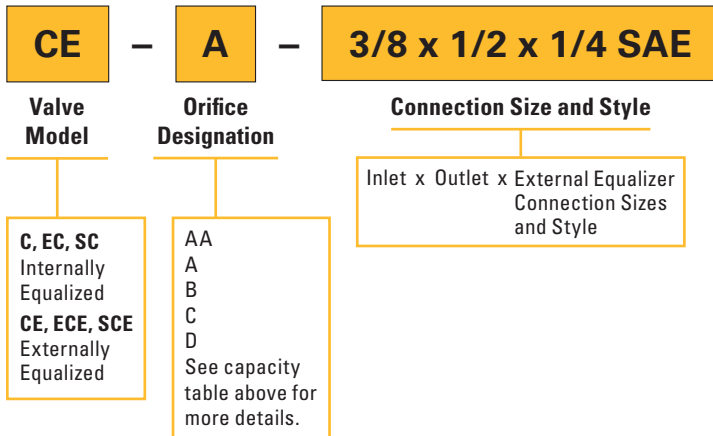 CE – A – 3/8 x 1/2 x 1/4 SAE
Valve
Model
Orifice
Designation
Connection Size and Style
C, EC, SC
Internally
Equalized
CE, ECE, SCE
Externally
Equalized
AA
A
B
C
D
See capacity
table above for
more details.
Inlet x Outlet x External Equalizer
Connection Sizes
and Style